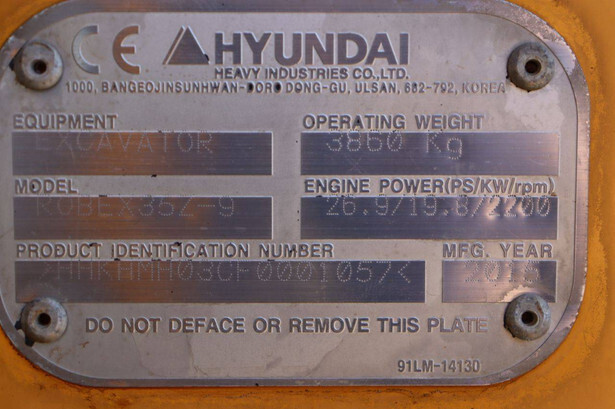 CE HYUNDAI
HEAVY INDUSTRIES CO.,LTD.
1000, BANGEOJINSUNHWAN-DORO DONG-GU, ULSAN, 682-792, KOREA
EQUIPMENT OPERATING WEIGHT
EXCAVATOR 3860 Kg
MODEL ENGINE POWER(PS/KW/rpm)
ROBEX35Z-9 26.9/19.8/2200
PRODUCT IDENTIFICATION NUMBER MFG. YEAR
DO NOT DEFACE OR REMOVE THIS PLATE
91LM-14130